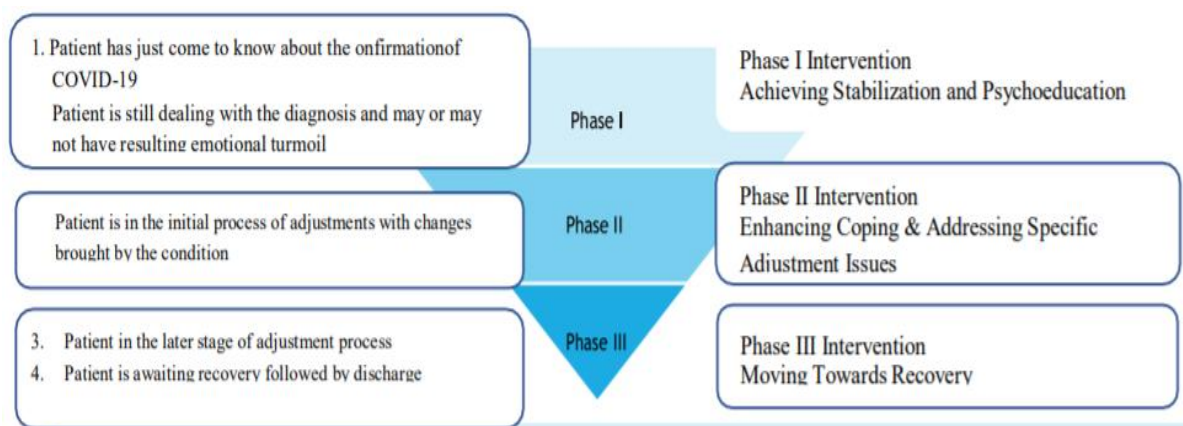 1. Patient has just come to know about the onfirmationof
COVID-19
Patient is still dealing with the diagnosis and may or may
not have resulting emotional turmoil
Phase I
Phase I Intervention
Achieving Stabilization and Psychoeducation
Patient is in the initial process of adjustments with changes
brought by the condition
Phase II
Phase II Intervention
Enhancing Coping & Addressing Specific
Adjustment Issues
3. Patient in the later stage of adjustment process
4. Patient is awaiting recovery followed by discharge
Phase III
Phase III Intervention
Moving Towards Recovery